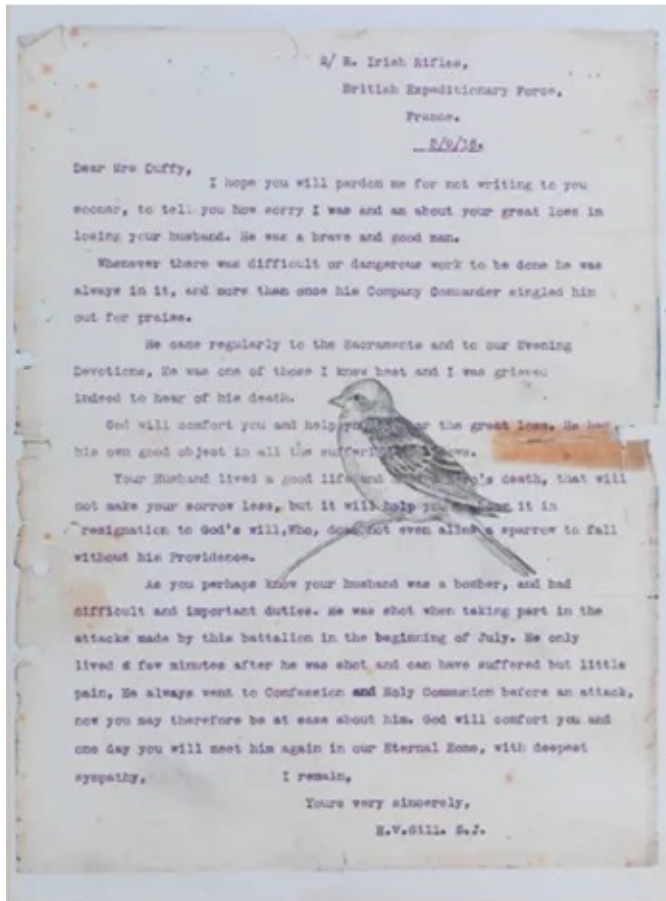 2/ R. Irish Rifles,
British Expeditionary Force.
France.
Dear Mrs Duffy,
I hope you will pardon me for not writing to you
sooner, to tell you how sorry I was and am about your great loss in
losing your husband. He was a brave and good man.
Whenever there was difficult or dangerous work to be done he was
always in it, and more than once his Company Commander singled him
out for praise.
He came regularly to the Sacraments and to our Evening
Devotions, He was one of those I knew best and I was grieved
indeed to hear of his death.
God will comfort you and help the great loss. He has
his own good object in all the
Your Husband lived a good life and death, that will
not make your sorrow less, but it will help you it in
resignation to God's will,Who, does not even a sparrow to fall
without his Providence.
As you perhaps know your husband was a bomber, and had
difficult and important duties. He was shot when taking part in the
attacks made by this battalion in the beginning of July. He only
lived a few minutes after he was shot and can have suffered but little
pain, He always went to Confession and Holy Communion before an attack,
now you may therefore be at ease about him. God will comfort you and
one day you will meet him again in our Eternal Home, with deepest
sympathy, I remain,
Yours very sincerely,
H.V.Gill. S.J.